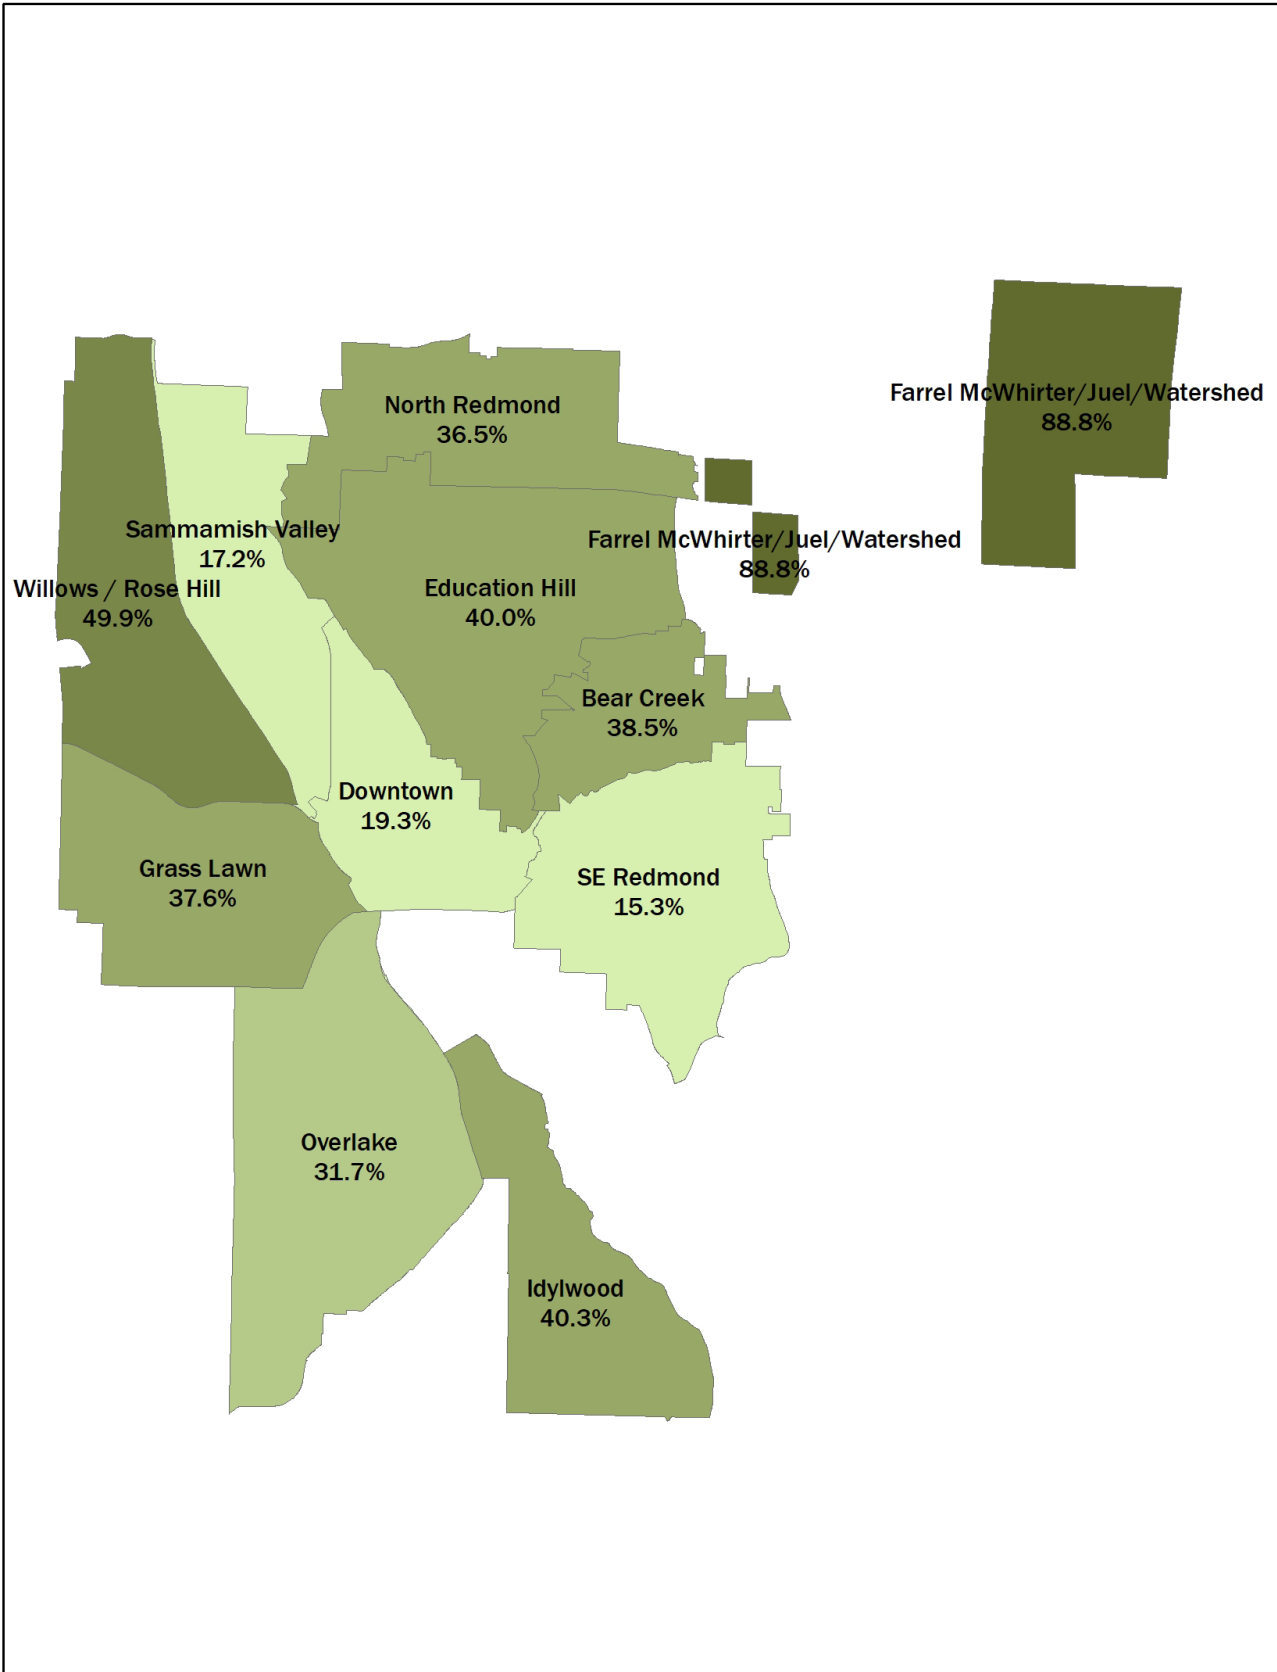 Farrel McWhirter/Juel/Watershed
88.8%
North Redmond
36.5%
Sammamish Valley
17.2%
Farrel McWhirter/Juel/Watershed
88.8%
Willows / Rose Hill
49.9%
Education Hill
40.0%
Bear Creek
38.5%
Downtown
19.3%
Grass Lawn
37.6%
SE Redmond
15.3%
Overlake
31.7%
Idylwood
40.3%